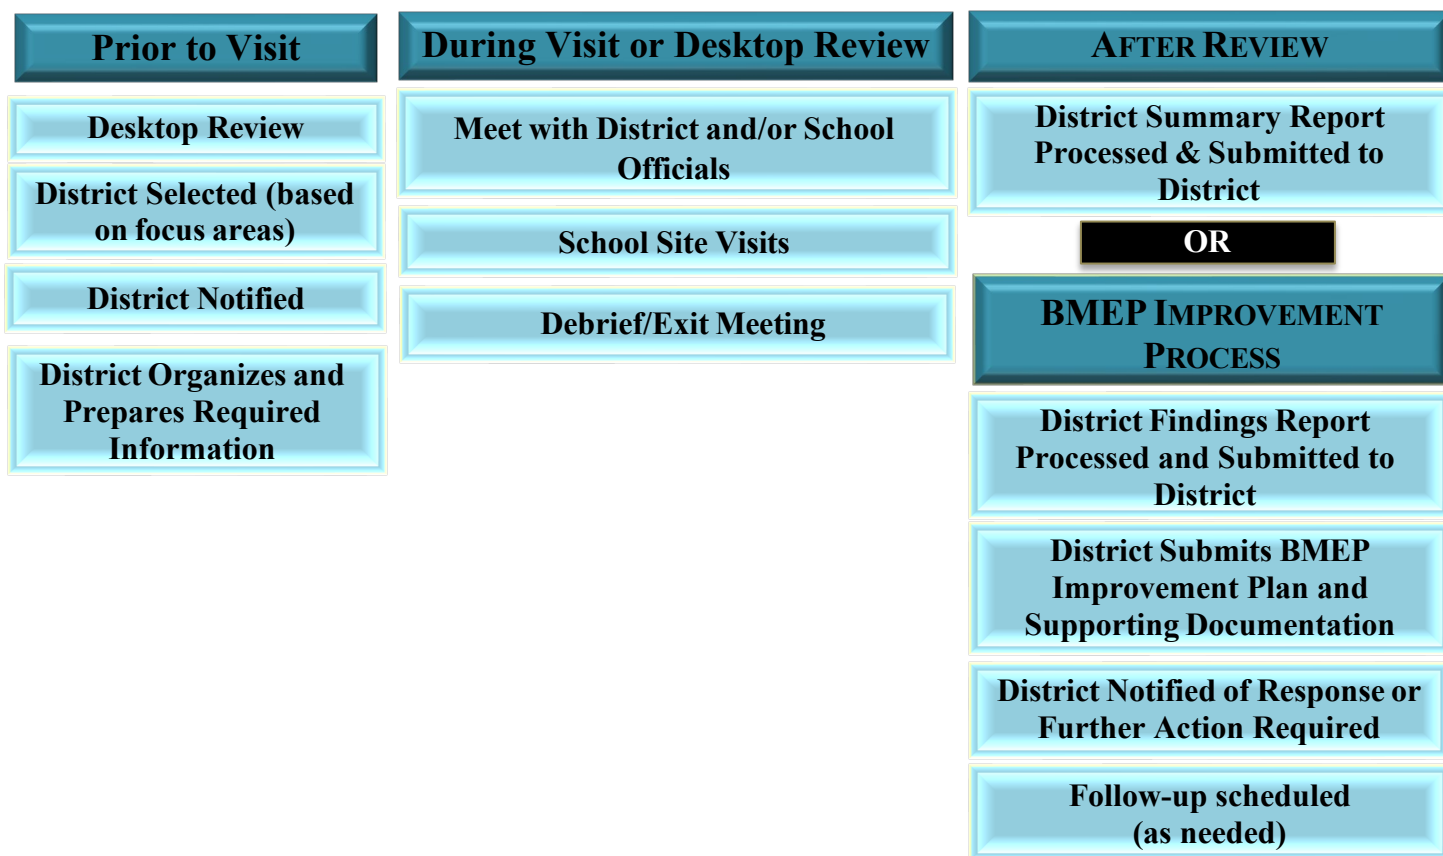 Prior to Visit
Desktop Review
District Selected (based
on focus areas)
District Notified
District Organizes and
Prepares Required
Information
During Visit or Desktop Review
Meet with District and/or School
Officials
School Site Visits
Debrief/Exit Meeting
AFTER REVIEW
District Summary Report
Processed & Submitted to
District
OR
BMEP IMPROVEMENT
PROCESS
District Findings Report
Processed and Submitted to
District
District Submits BMEP
Improvement Plan and
Supporting Documentation
District Notified of Response or
Further Action Required
Follow-up scheduled
(as needed)